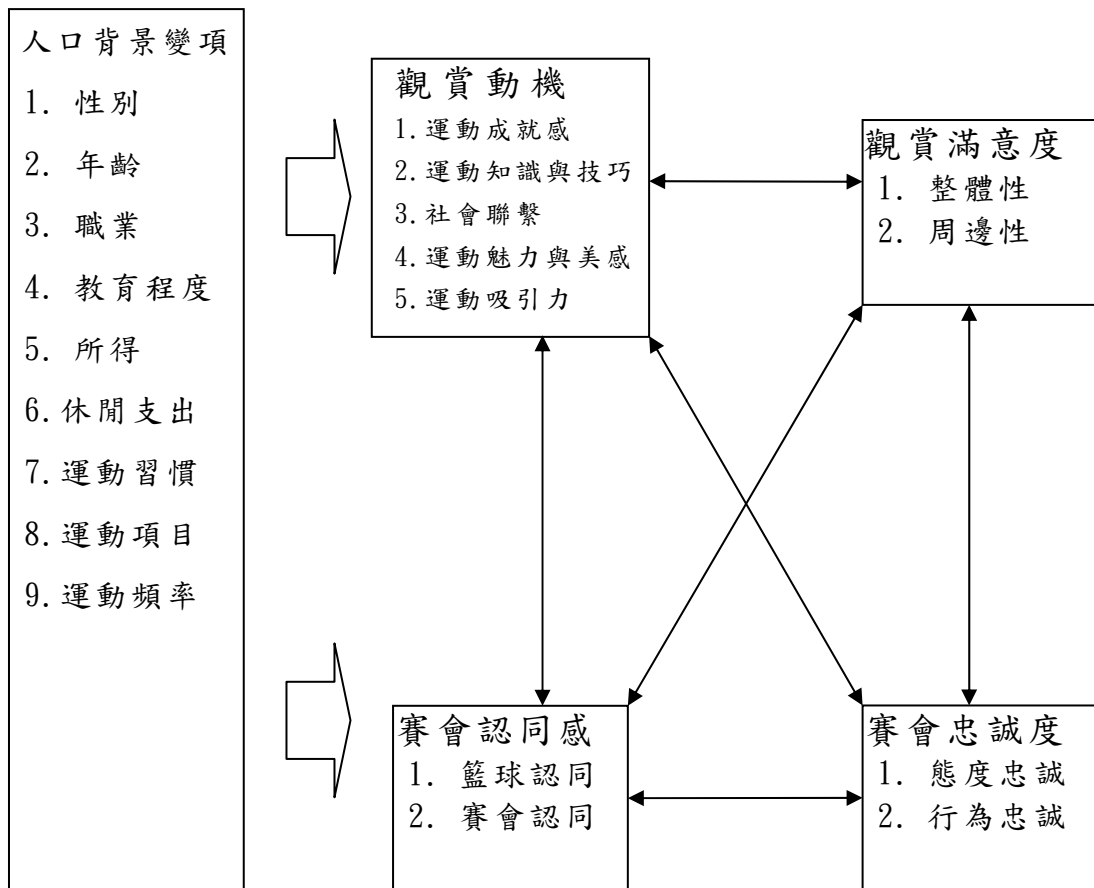 人口背景變項
1. 性別
2. 年齡
3. 職業
4. 教育程度
5. 所得
6.休閒支出
7.運動習慣
8.運動項目
9.運動頻率
觀賞動機
1.運動成就感
2.運動知識與技巧
3.社會聯繫
4.運動魅力與美感
5.運動吸引力
觀賞滿意度
1. 整體性
2. 周邊性
賽會認同感
1. 籃球認同
2. 賽會認同
賽會忠誠度
1. 態度忠誠
2. 行為忠誠